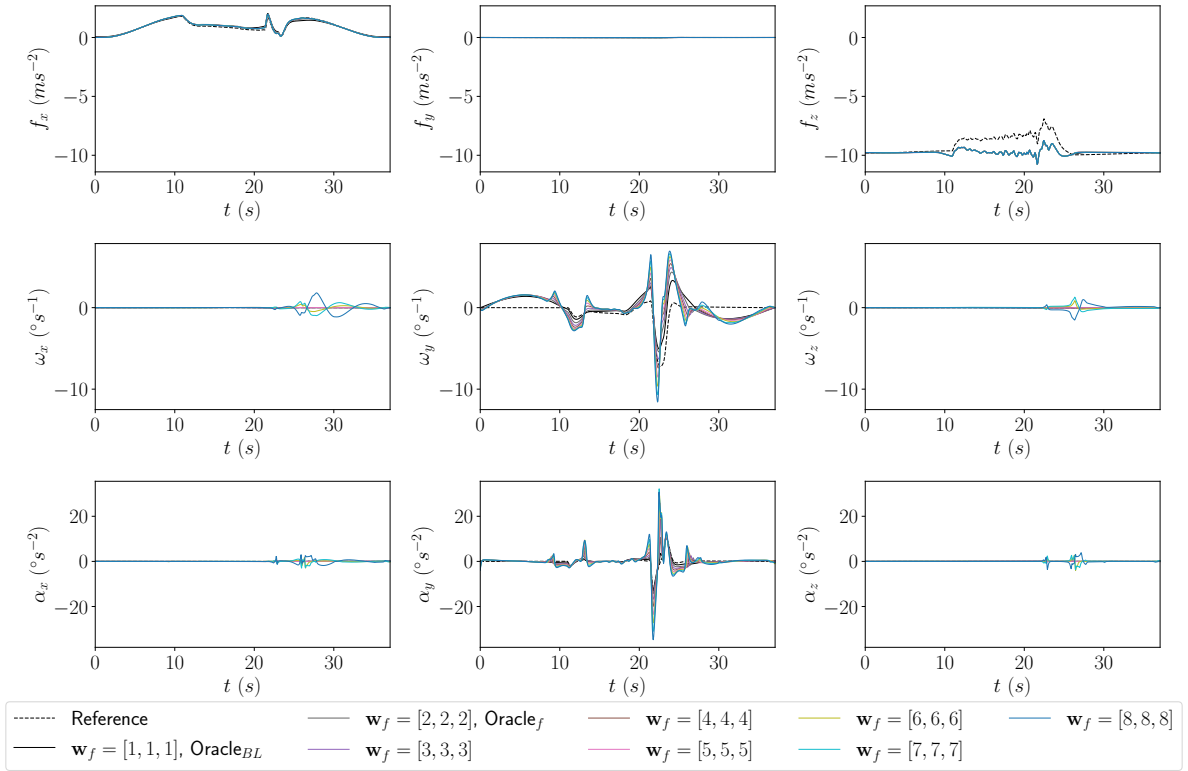 f_x (ms^{-2})
0
−5
−10
0 10 20 30
t (s)
f_y (ms^{-2})
0
−5
−10
0 10 20 30
t (s)
f_z (ms^{-2})
0
−5
−10
0 10 20 30
t (s)
ω_x (°s^{-1})
0
−10
0 10 20 30
t (s)
ω_y (°s^{-1})
0
−10
0 10 20 30
t (s)
ω_z (°s^{-1})
0
−10
0 10 20 30
t (s)
α_x (°s^{-2})
20
0
−20
0 10 20 30
t (s)
α_y (°s^{-2})
20
0
−20
0 10 20 30
t (s)
α_z (°s^{-2})
20
0
−20
0 10 20 30
t (s)
Reference
w_f = [1, 1, 1], Oracle_{BL}
w_f = [2, 2, 2], Oracle_f
w_f = [3, 3, 3]
w_f = [4, 4, 4]
w_f = [5, 5, 5]
w_f = [6, 6, 6]
w_f = [7, 7, 7]
w_f = [8, 8, 8]